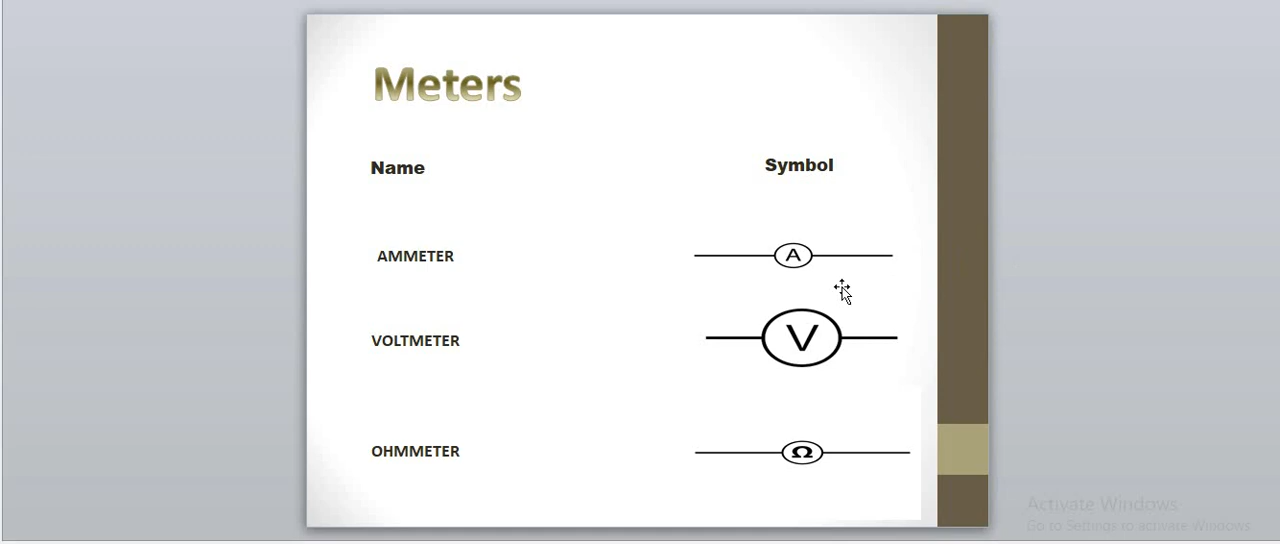 Meters
Name Symbol
AMMETER A
VOLTMETER V
OHMMETER Ω
Activate Windows
Go to Settings to activate Windows